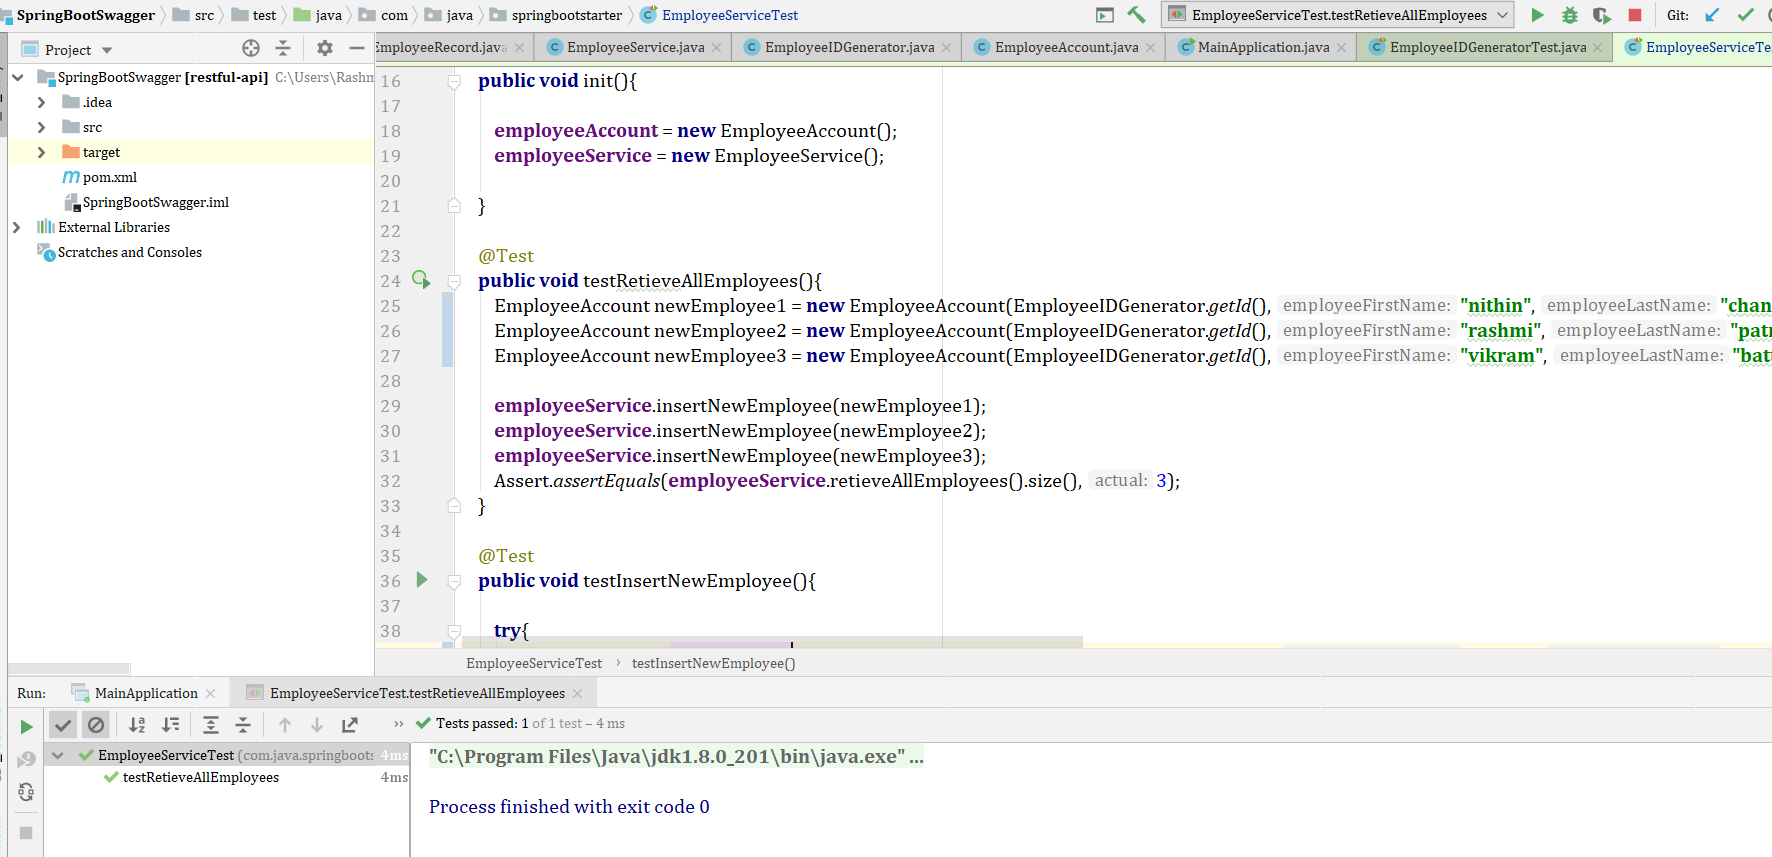 SpringBootSwagger src test java com java springbootstarter EmployeeServiceTest EmployeeServiceTest.testRetieveAllEmployees Git:
Project EmployeeRecord.java EmployeeService.java EmployeeIDGenerator.java EmployeeAccount.java MainApplication.java EmployeeIDGeneratorTest.java EmployeeServiceTe
SpringBootSwagger [restful-api] C:\Users\Rashm
.idea
src
target
pom.xml
SpringBootSwagger.iml
External Libraries
Scratches and Consoles
16 public void init(){
17
18 employeeAccount = new EmployeeAccount();
19 employeeService = new EmployeeService();
20
21 }
22
23 @Test
24 public void testRetieveAllEmployees(){
25 EmployeeAccount newEmployee1 = new EmployeeAccount(EmployeeIDGenerator.getId(), employeeFirstName: "nithin", employeeLastName: "chan
26 EmployeeAccount newEmployee2 = new EmployeeAccount(EmployeeIDGenerator.getId(), employeeFirstName: "rashmi", employeeLastName: "patr
27 EmployeeAccount newEmployee3 = new EmployeeAccount(EmployeeIDGenerator.getId(), employeeFirstName: "vikram", employeeLastName: "batt
28
29 employeeService.insertNewEmployee(newEmployee1);
30 employeeService.insertNewEmployee(newEmployee2);
31 employeeService.insertNewEmployee(newEmployee3);
32 Assert.assertEquals(employeeService.retieveAllEmployees().size(), actual: 3);
33 }
34
35 @Test
36 public void testInsertNewEmployee(){
37
38 try{
EmployeeServiceTest › testInsertNewEmployee()
Run: MainApplication EmployeeServiceTest.testRetieveAllEmployees
» Tests passed: 1 of 1 test – 4 ms
EmployeeServiceTest (com.java.springboots 4ms
testRetieveAllEmployees 4ms
"C:\Program Files\Java\jdk1.8.0_201\bin\java.exe" ...
Process finished with exit code 0